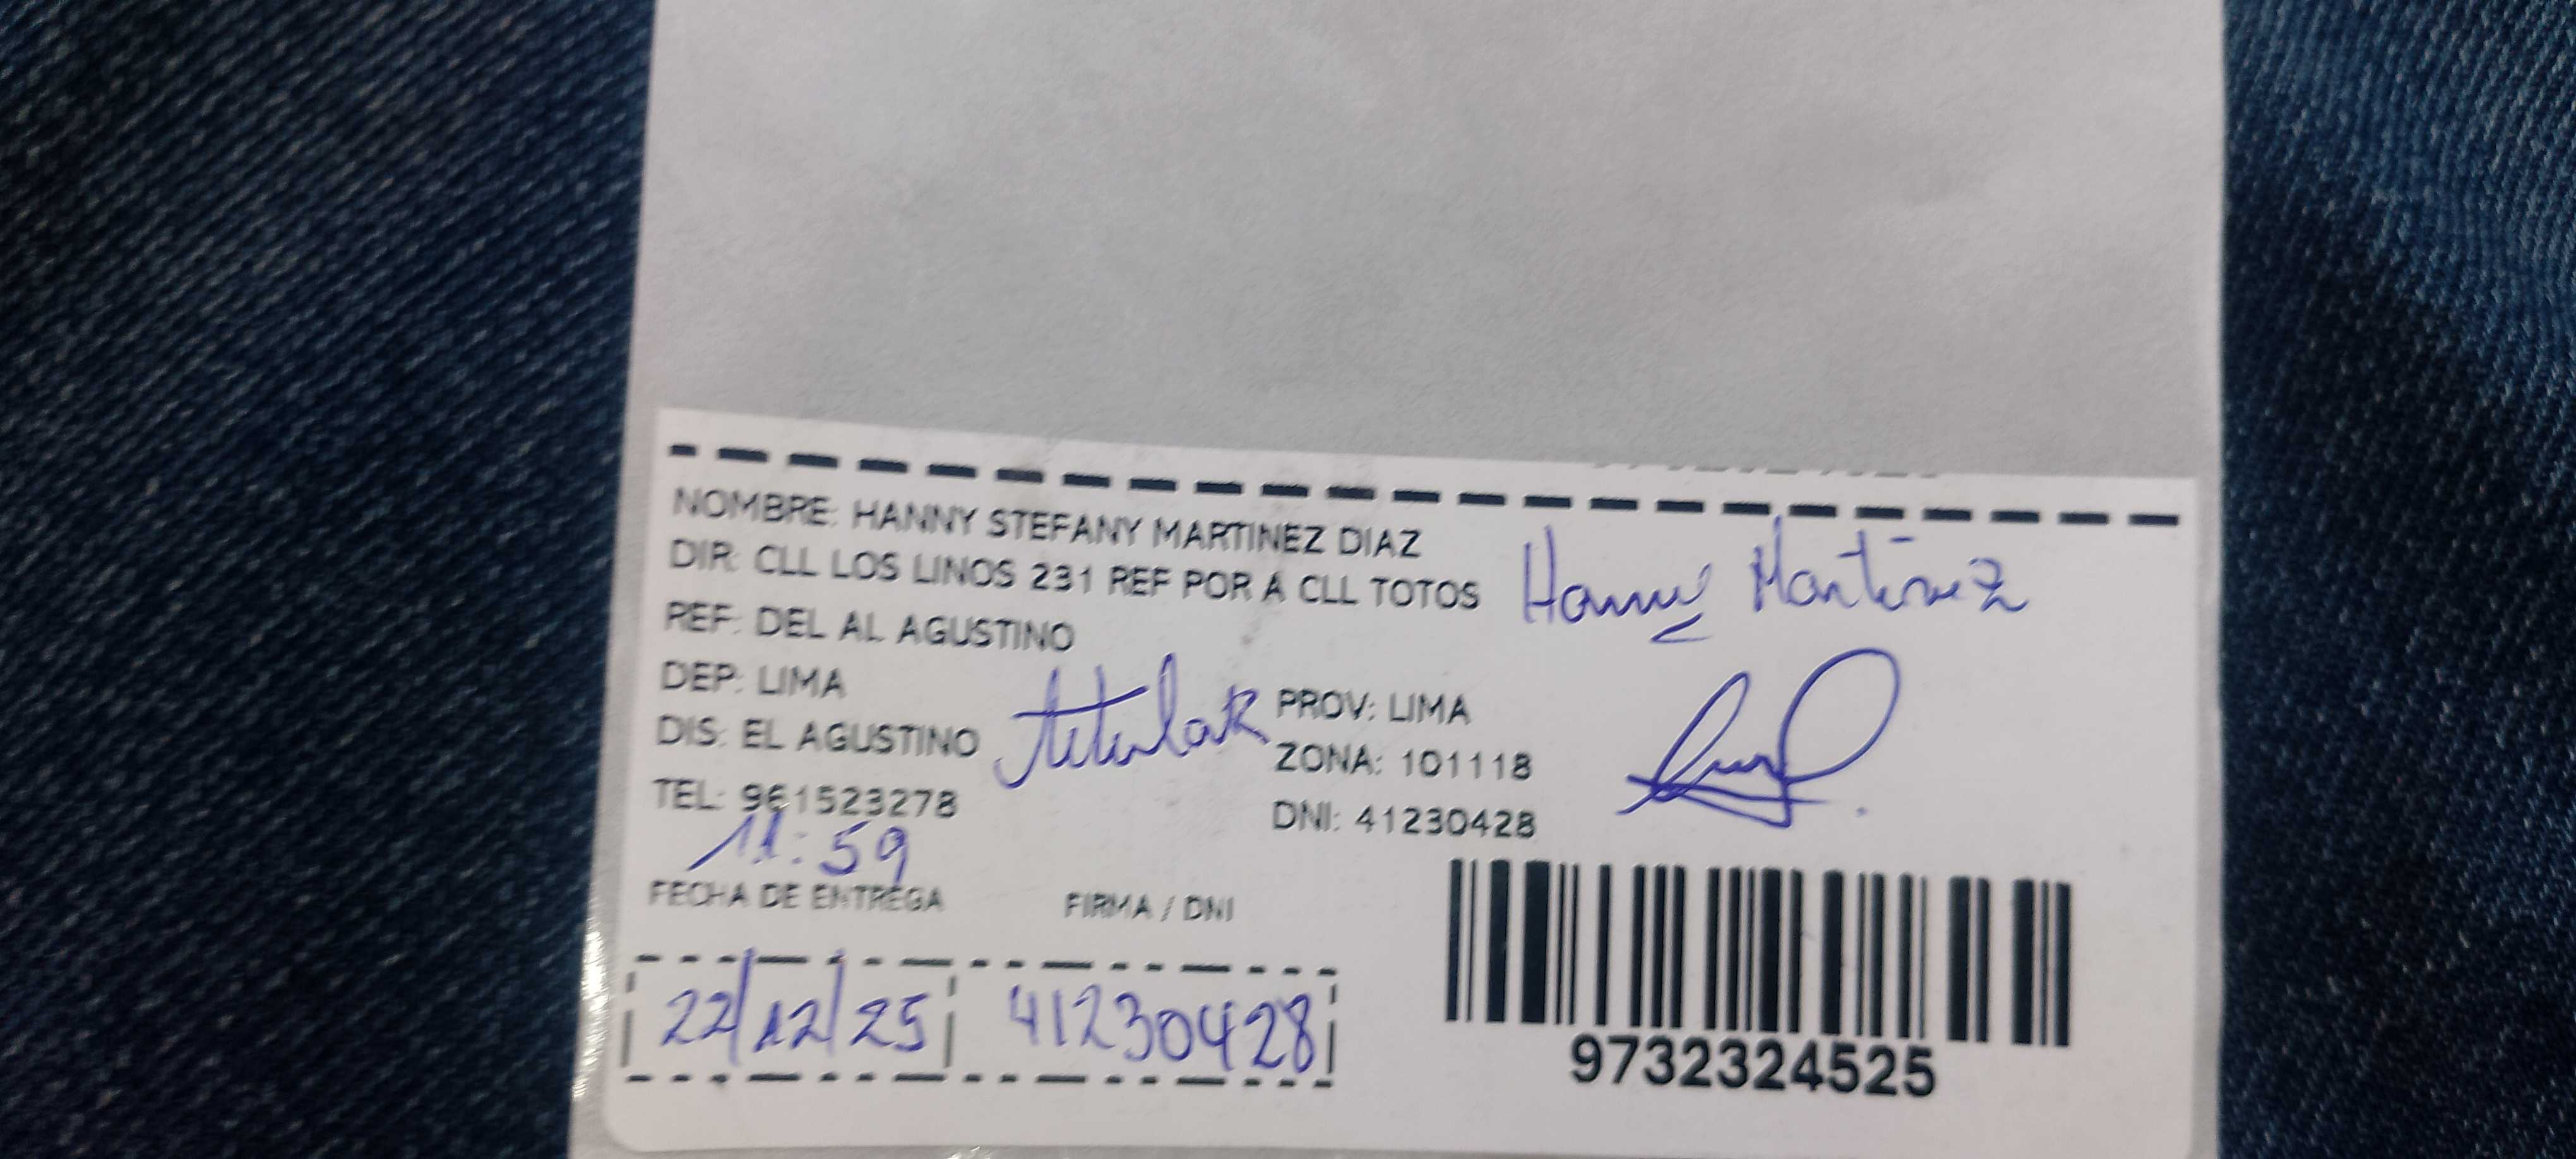 NOMBRE: HANNY STEFANY MARTINEZ DIAZ
DIR: CLL LOS LINOS 231 REF POR A CLL TOTOS
Hanny Martinez
REF: DEL AL AGUSTINO
DEP: LIMA
titular
PROV: LIMA
DIS: EL AGUSTINO
ZONA: 101118
TEL: 961523278
DNI: 41230428
11:59
FECHA DE ENTREGA
FIRMA / DNI
22/12/25
41230428
9732324525